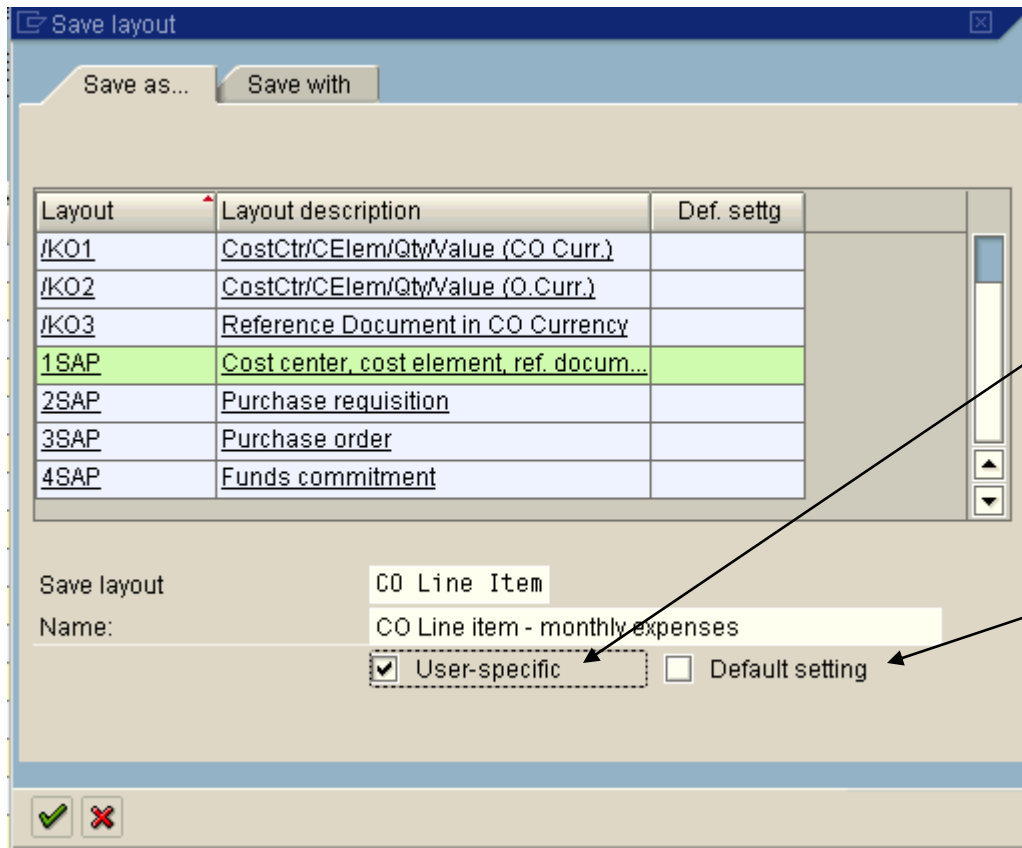 Save layout
Save as... Save with
Layout Layout description Def. settg
/KO1 CostCtr/CElem/Qty/Value (CO Curr.)
/KO2 CostCtr/CElem/Qty/Value (O.Curr.)
/KO3 Reference Document in CO Currency
1SAP Cost center, cost element, ref. docum...
2SAP Purchase requisition
3SAP Purchase order
4SAP Funds commitment
Save layout CO Line Item
Name: CO Line item - monthly expenses
User-specific Default setting